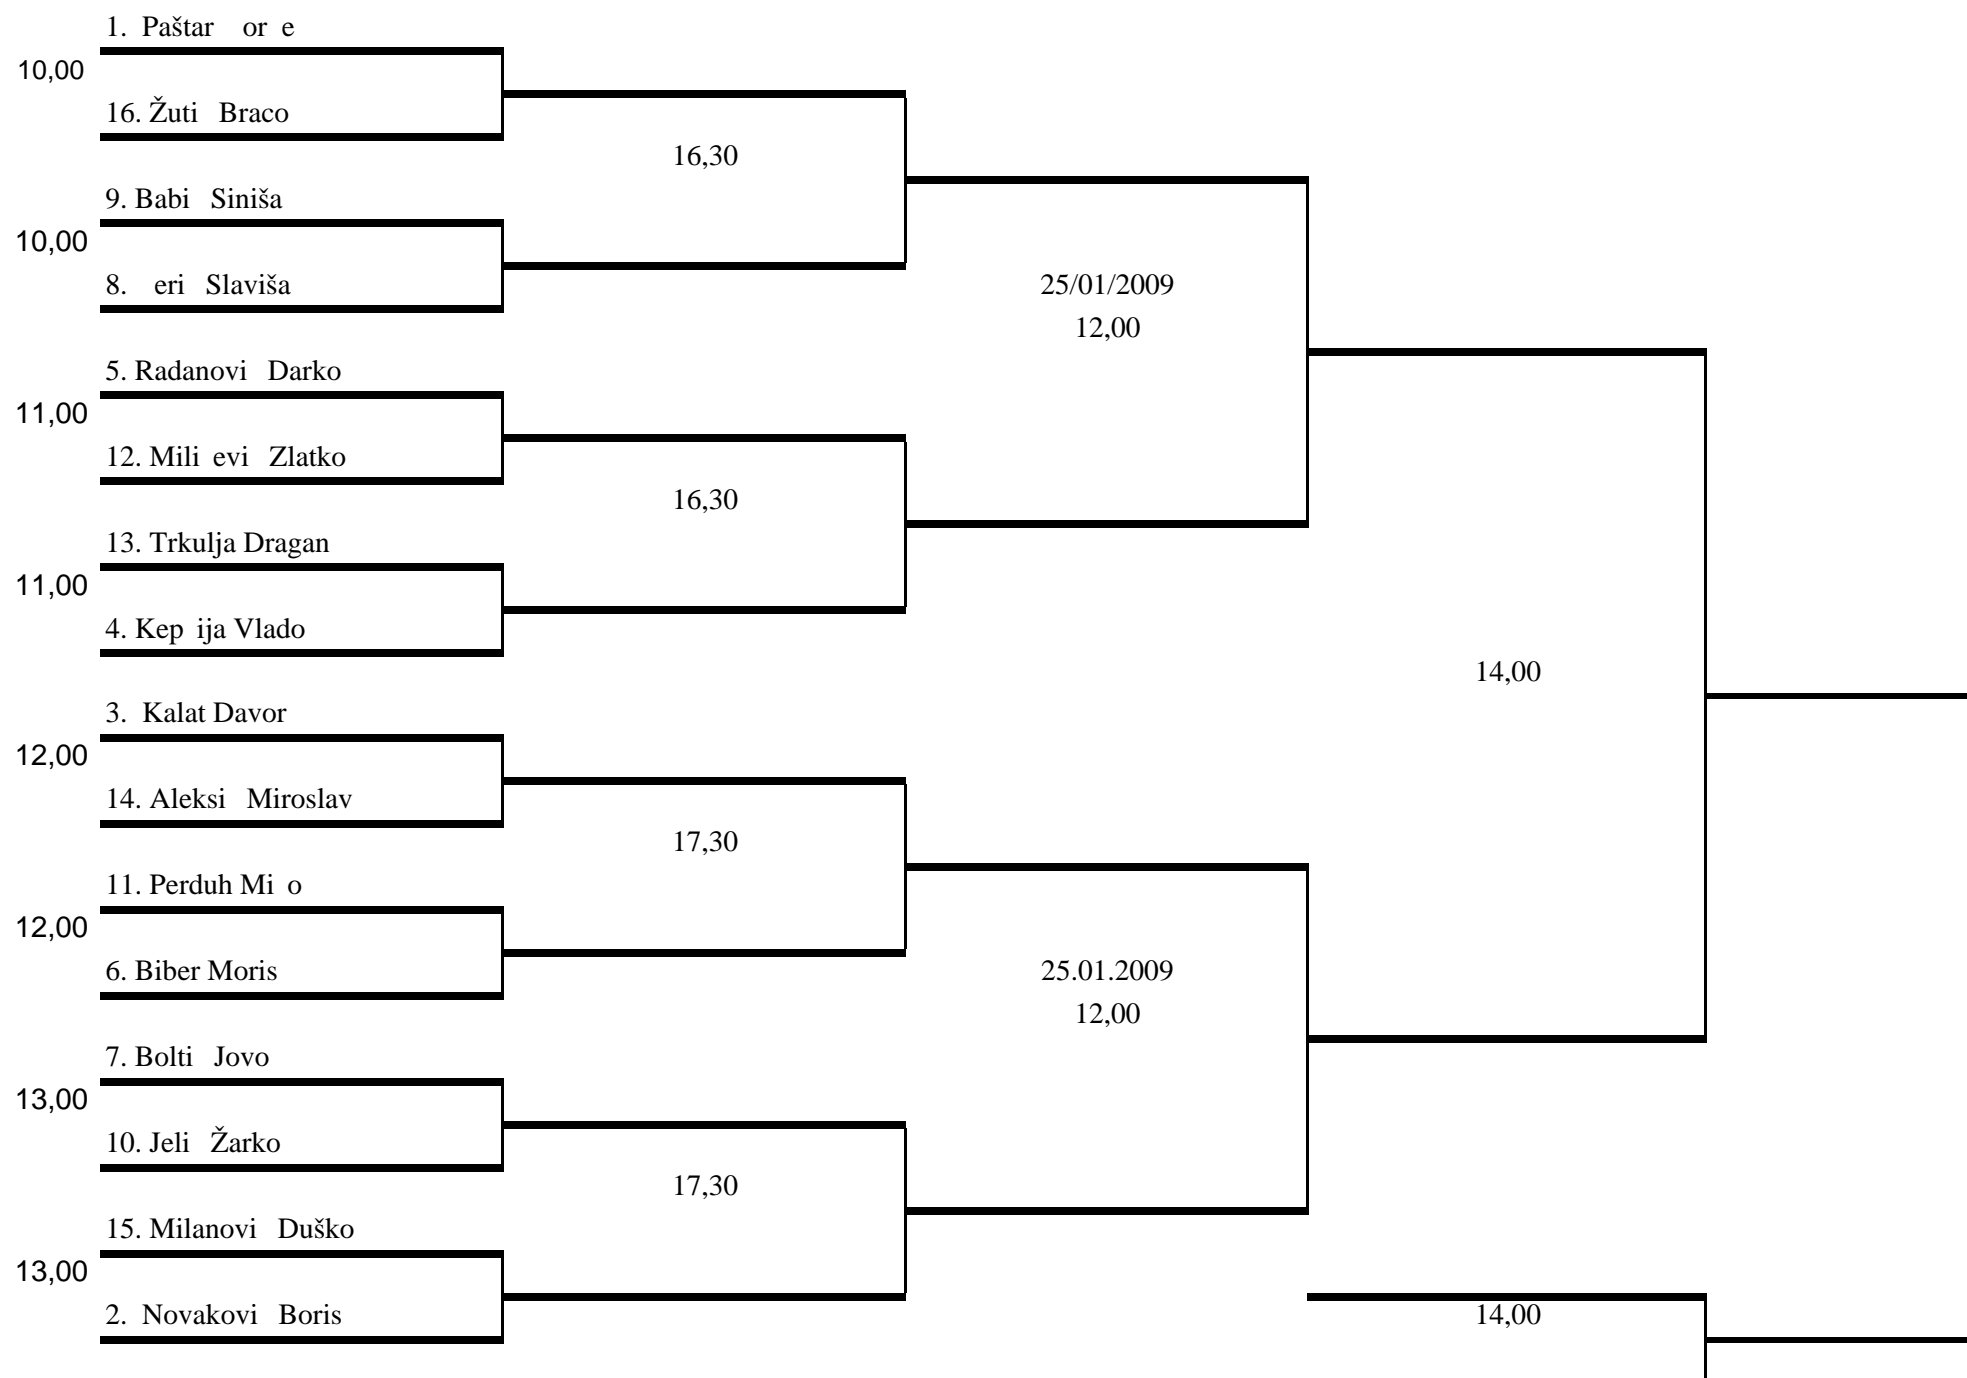 1. Paštar or e
10,00
16. Žuti Braco
16,30
9. Babi Siniša
10,00
8. eri Slaviša
25/01/2009
12,00
5. Radanovi Darko
11,00
12. Mili evi Zlatko
16,30
13. Trkulja Dragan
11,00
4. Kep ija Vlado
14,00
3. Kalat Davor
12,00
14. Aleksi Miroslav
17,30
11. Perduh Mi o
12,00
6. Biber Moris
25.01.2009
12,00
7. Bolti Jovo
13,00
10. Jeli Žarko
17,30
15. Milanovi Duško
13,00
2. Novakovi Boris
14,00